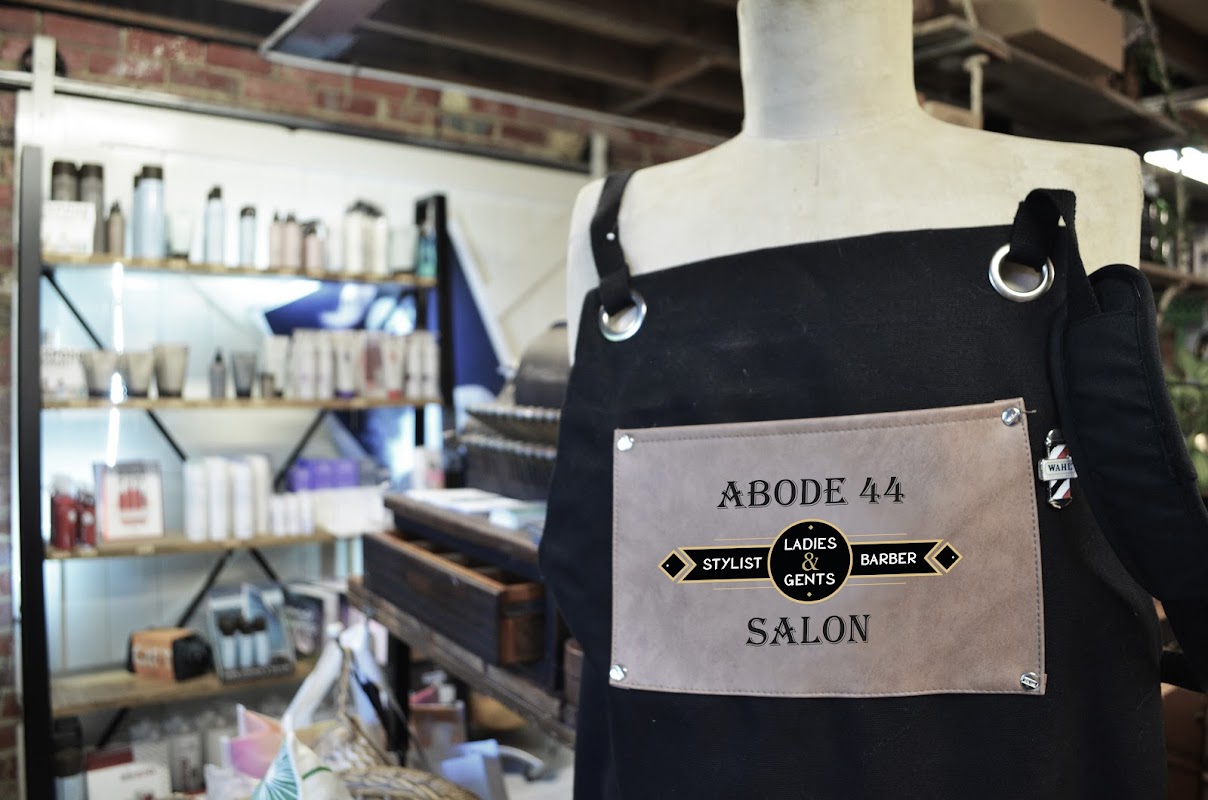 ABODE 44
STYLIST LADIES & GENTS BARBER
SALON
WAHL